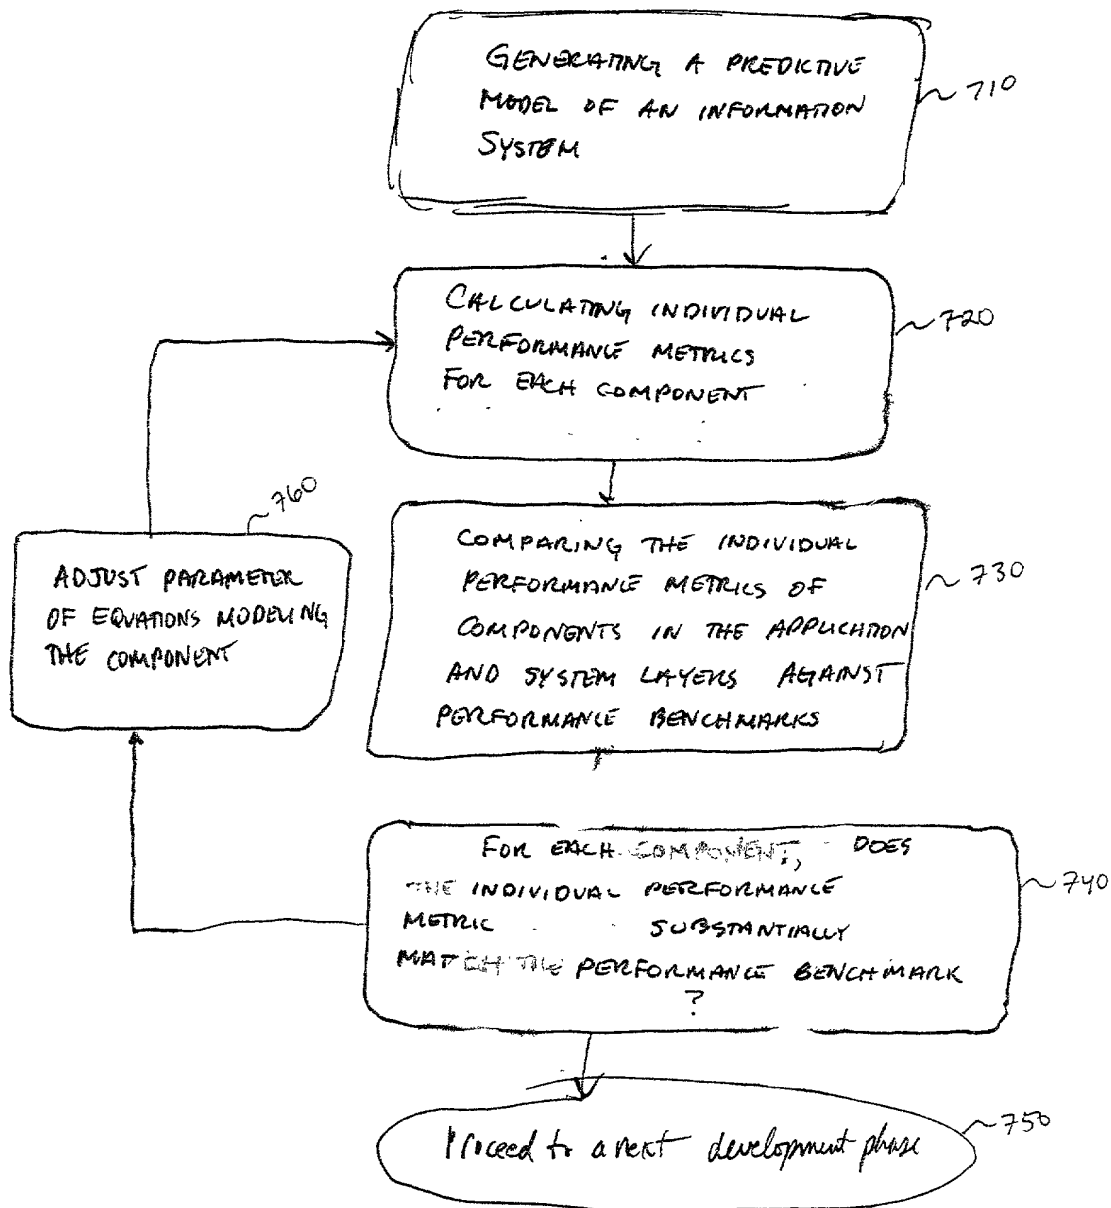 GENERATING A PREDICTIVE
MODEL OF AN INFORMATION
SYSTEM
710
CALCULATING INDIVIDUAL
PERFORMANCE METRICS
FOR EACH COMPONENT
720
760
ADJUST PARAMETER
OF EQUATIONS MODELING
THE COMPONENT
COMPARING THE INDIVIDUAL
PERFORMANCE METRICS OF
COMPONENTS IN THE APPLICATION
AND SYSTEM LAYERS AGAINST
PERFORMANCE BENCHMARKS
730
FOR EACH COMPONENT, DOES
THE INDIVIDUAL PERFORMANCE
METRIC SUBSTANTIALLY
MATCH THE PERFORMANCE BENCHMARK
?
740
Proceed to a next development phase
750